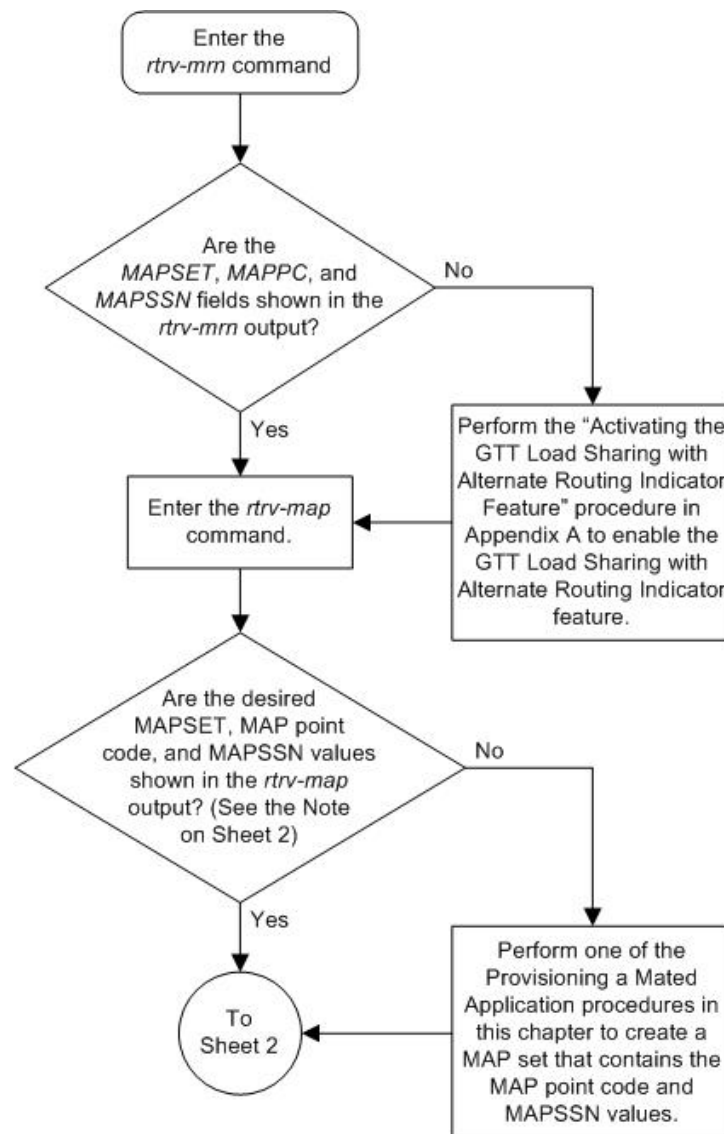 Enter the
rtrv-mrn command
Are the
MAPSET, MAPPC, and
MAPSSN fields shown in the
rtrv-mrn output?
No
Yes
Perform the “Activating the
GTT Load Sharing with
Alternate Routing Indicator
Feature” procedure in
Appendix A to enable the
GTT Load Sharing with
Alternate Routing Indicator
feature.
Enter the rtrv-map
command.
Are the desired
MAPSET, MAP point
code, and MAPSSN values
shown in the rtrv-map
output? (See the Note
on Sheet 2)
No
Yes
Perform one of the
Provisioning a Mated
Application procedures in
this chapter to create a
MAP set that contains the
MAP point code and
MAPSSN values.
To
Sheet 2